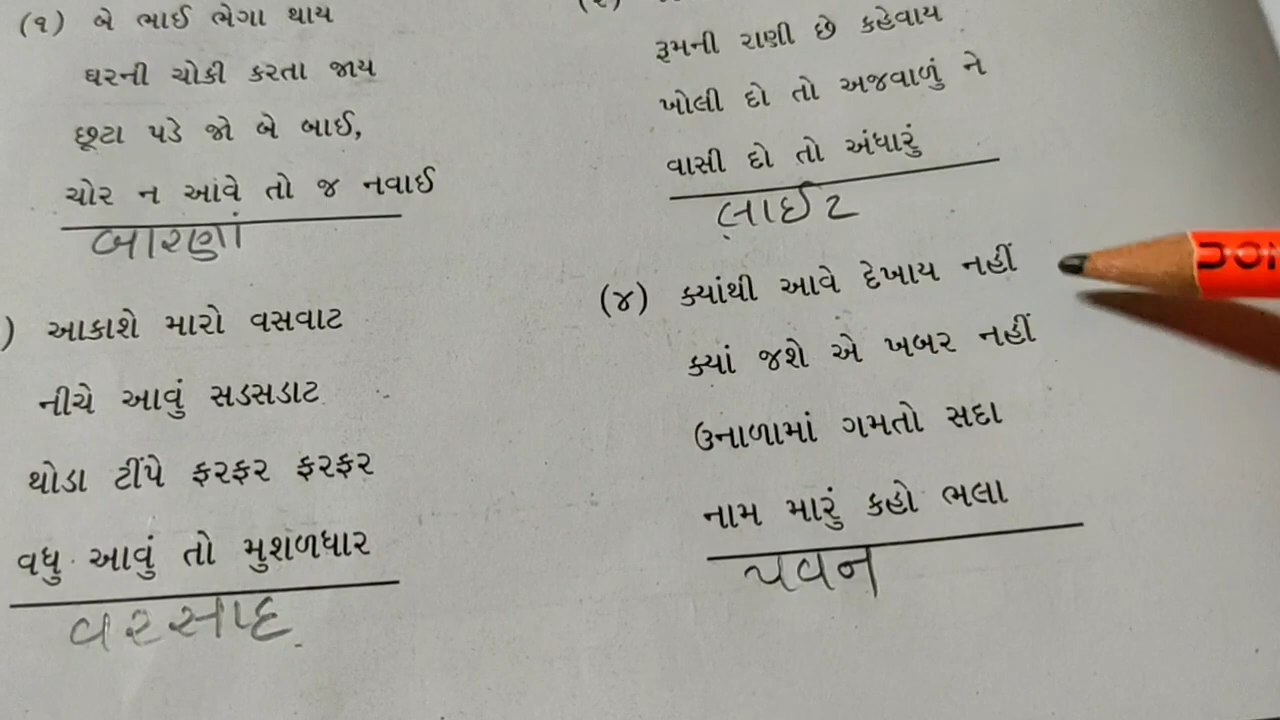 (૧) બે ભાઈ ભેગા થાય
ઘરની ચોકી કરતા જાય
છૂટા પડે જો બે બાઈ,
ચોર ન આવે તો જ નવાઈ
બારણાં
રૂમની રાણી છે કહેવાય
ખોલી દો તો અજવાળું ને
વાસી દો તો અંધારું
લાઈટ
) આકાશે મારો વસવાટ
નીચે આવું સડસડાટ
થોડા ટીંપે ફરફર ફરફર
વધુ આવું તો મુશળધાર
વરસાદ
(૪) ક્યાંથી આવે દેખાય નહીં
ક્યાં જશે એ ખબર નહીં
ઉનાળામાં ગમતો સદા
નામ મારું કહો ભલા
પવન